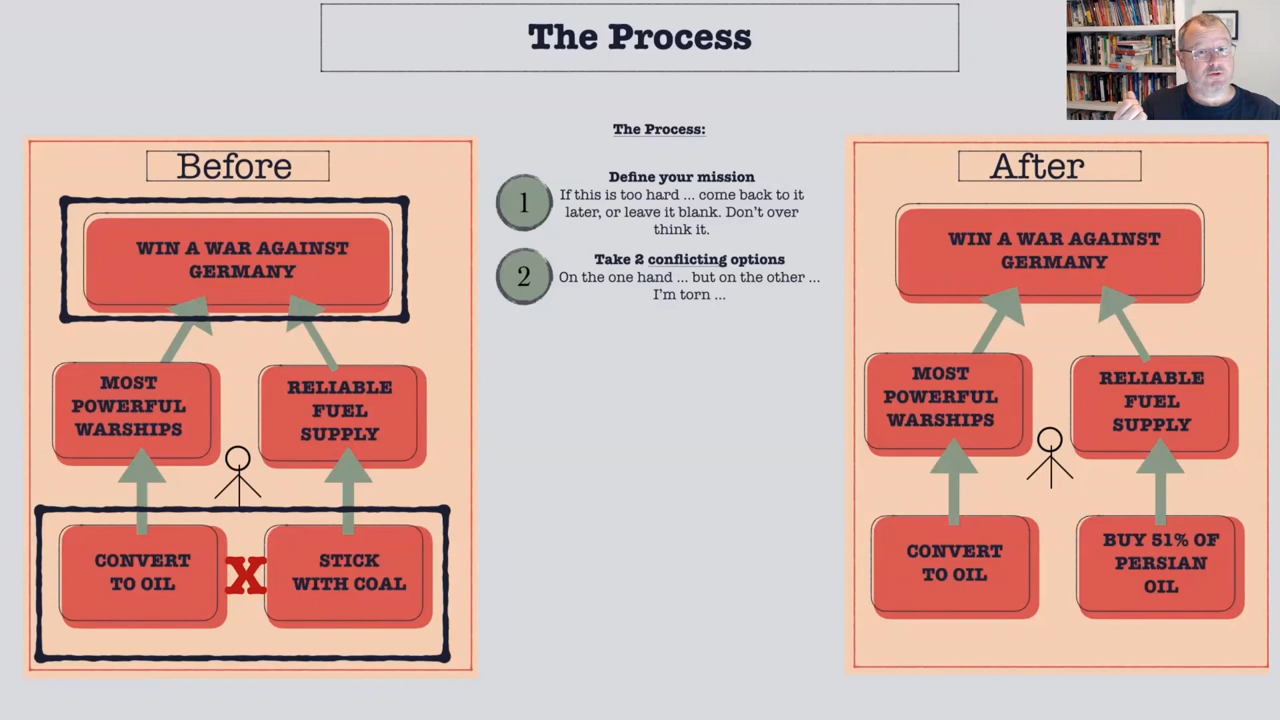 The Process
Before
WIN A WAR AGAINST
GERMANY
MOST
POWERFUL
WARSHIPS
RELIABLE
FUEL
SUPPLY
CONVERT
TO OIL
X
STICK
WITH COAL
The Process:
1
Define your mission
If this is too hard ... come back to it
later, or leave it blank. Don't over
think it.
2
Take 2 conflicting options
On the one hand ... but on the other ...
I'm torn ...
After
WIN A WAR AGAINST
GERMANY
MOST
POWERFUL
WARSHIPS
RELIABLE
FUEL
SUPPLY
CONVERT
TO OIL
BUY 51% OF
PERSIAN
OIL